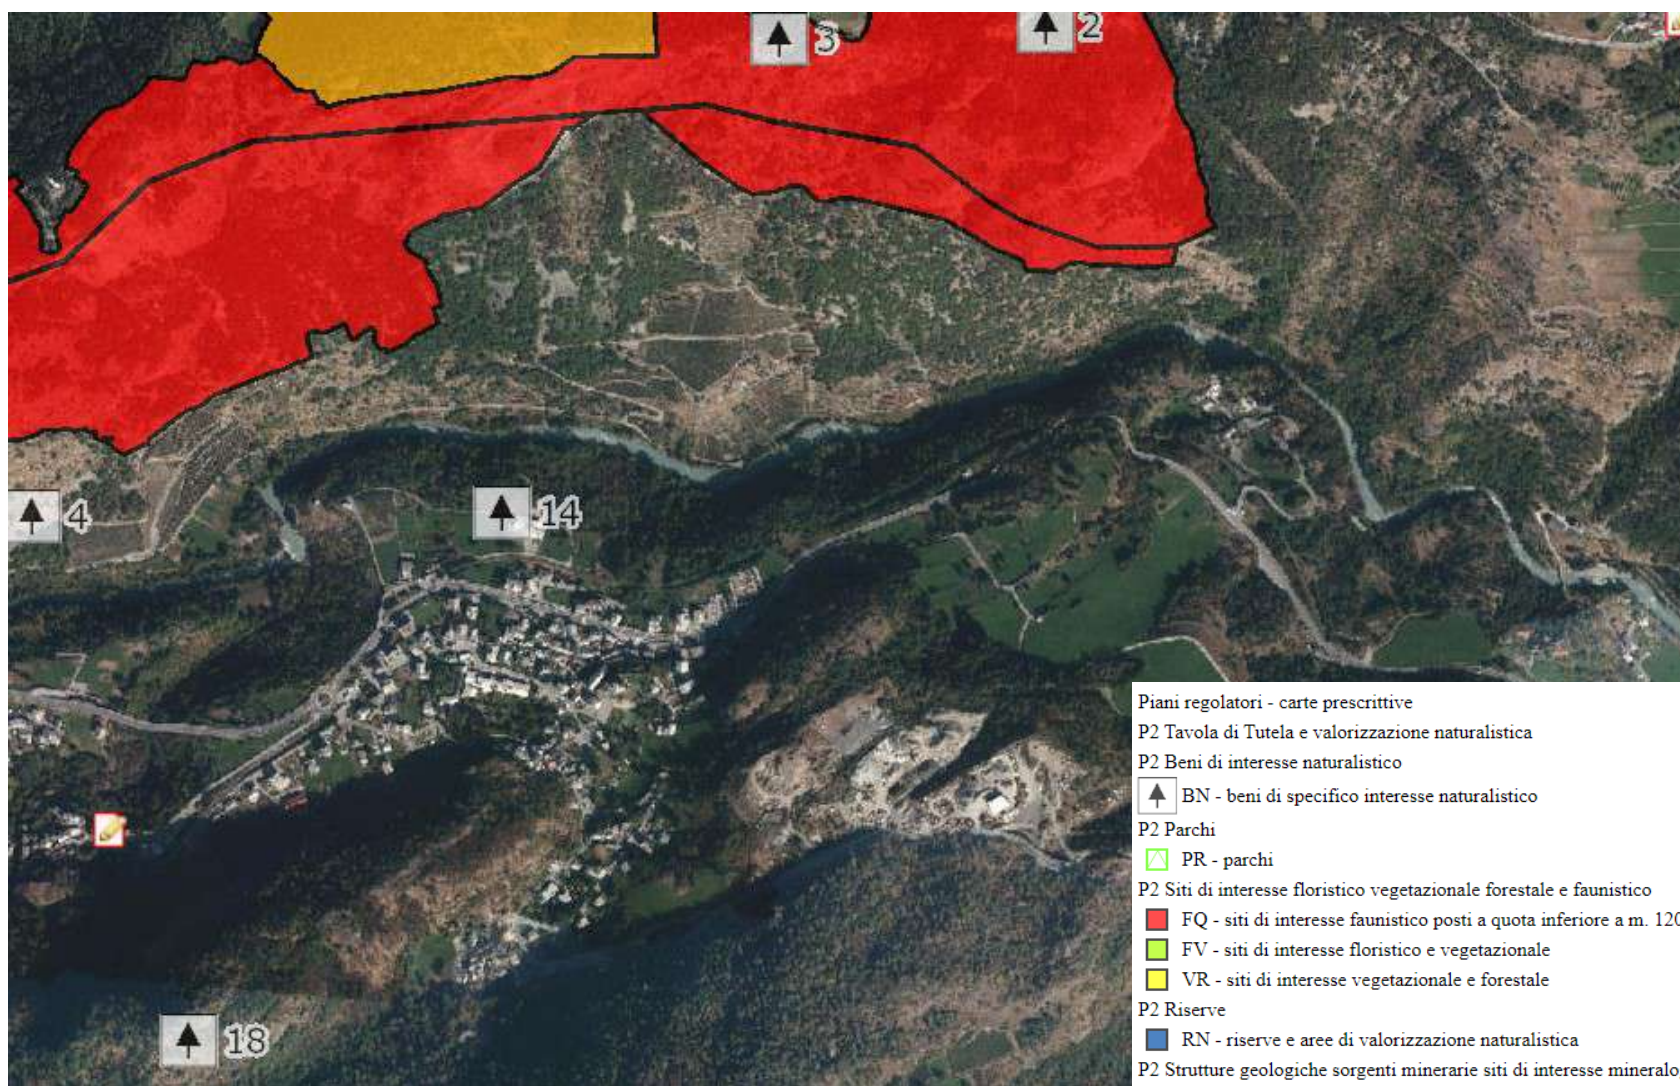 3
2
4
14
18
Piani regolatori - carte prescrittive
P2 Tavola di Tutela e valorizzazione naturalistica
P2 Beni di interesse naturalistico
BN - beni di specifico interesse naturalistico
P2 Parchi
PR - parchi
P2 Siti di interesse floristico vegetazionale forestale e faunistico
FQ - siti di interesse faunistico posti a quota inferiore a m. 120
FV - siti di interesse floristico e vegetazionale
VR - siti di interesse vegetazionale e forestale
P2 Riserve
RN - riserve e aree di valorizzazione naturalistica
P2 Strutture geologiche sorgenti minerarie siti di interesse mineralo